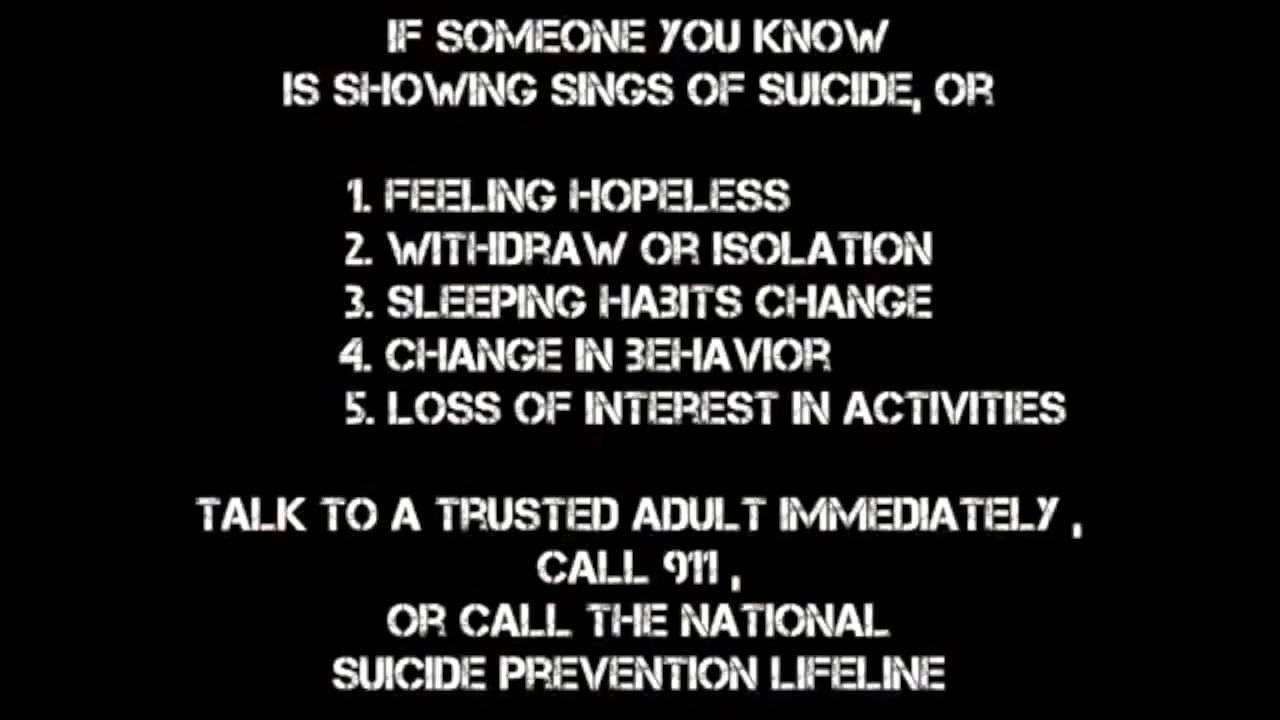 IF SOMEONE YOU KNOW
IS SHOWING SINGS OF SUICIDE, OR
1. FEELING HOPELESS
2. WITHDRAW OR ISOLATION
3. SLEEPING HABITS CHANGE
4. CHANGE IN BEHAVIOR
5. LOSS OF INTEREST IN ACTIVITIES
TALK TO A TRUSTED ADULT IMMEDIATELY ,
CALL 911 ,
OR CALL THE NATIONAL
SUICIDE PREVENTION LIFELINE